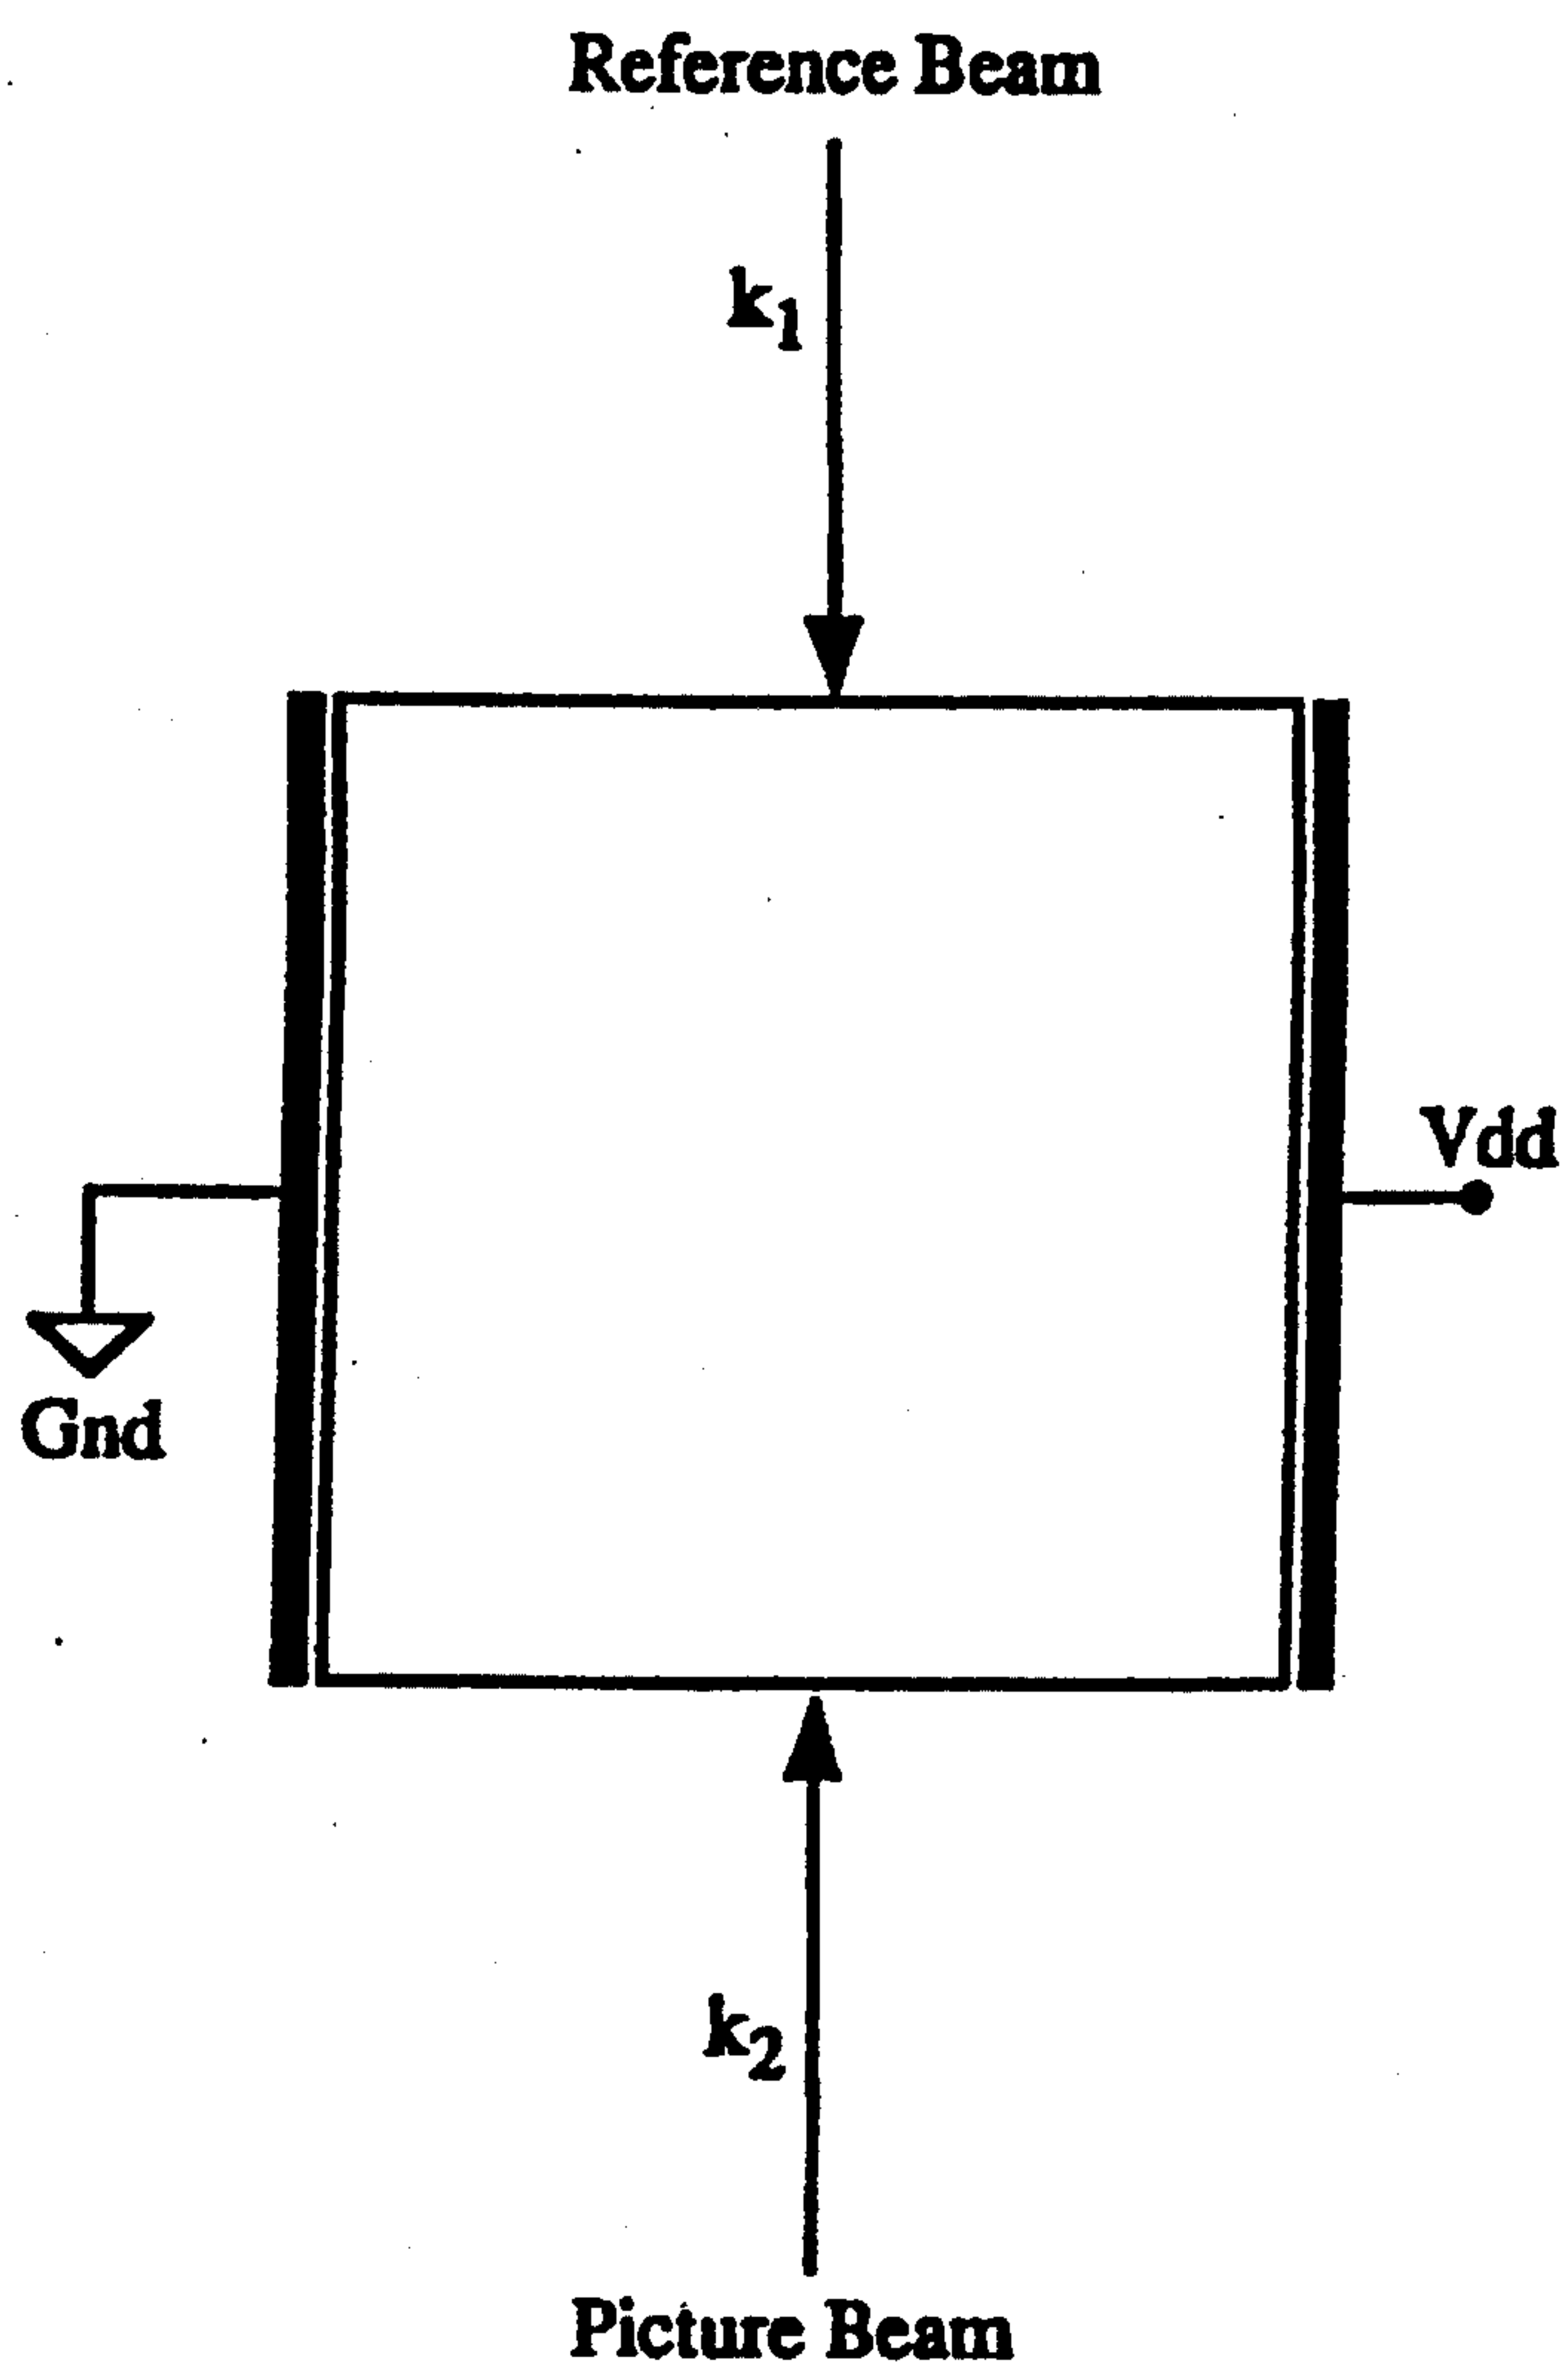 Reference Beam
k₁
Vdd
Gnd
k₂
Picture Beam